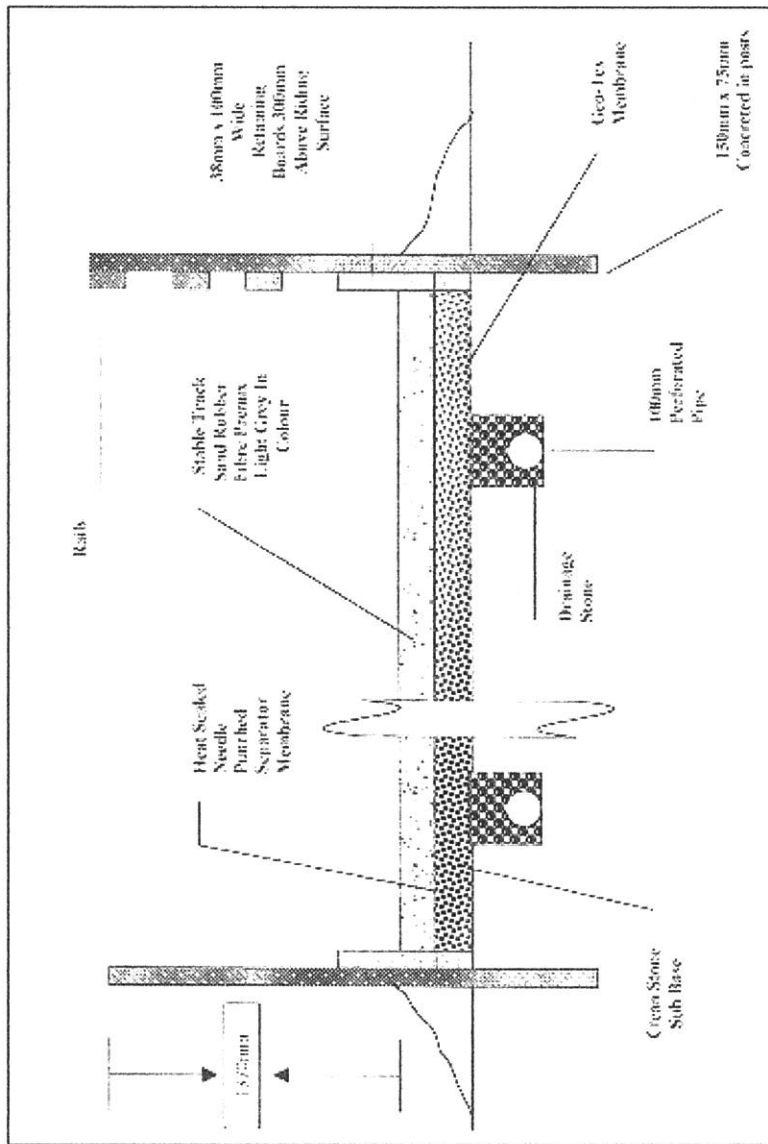 Rails
Stable Track
Sand Rubber
Fibre Premix
Light Grey In
Colour
Heat Sealed
Needle
Punched
Separator
Membrane
38mm x 100mm
Wide
Retaining
Boards 300mm
Above Riding
Surface
Geo-Tex
Membrane
150mm x 75mm
Concreted in posts
100mm
Perforated
Pipe
Drainage
Stone
Stone
Sub Base